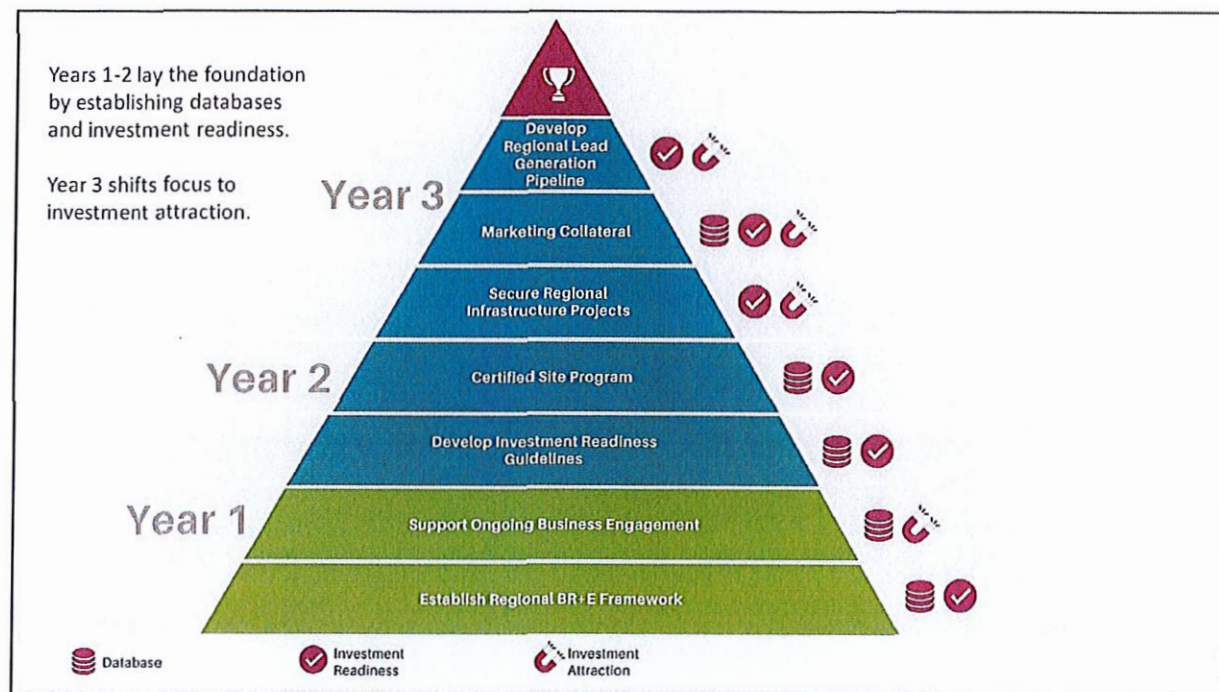 Years 1-2 lay the foundation
by establishing databases
and investment readiness.
Year 3 shifts focus to
investment attraction.
Develop
Regional Lead
Generation
Pipeline
Year 3
Marketing Collateral
Secure Regional
Infrastructure Projects
Year 2
Certified Site Program
Develop Investment Readiness
Guidelines
Year 1
Support Ongoing Business Engagement
Establish Regional BR+E Framework
Database
Investment
Readiness
Investment
Attraction